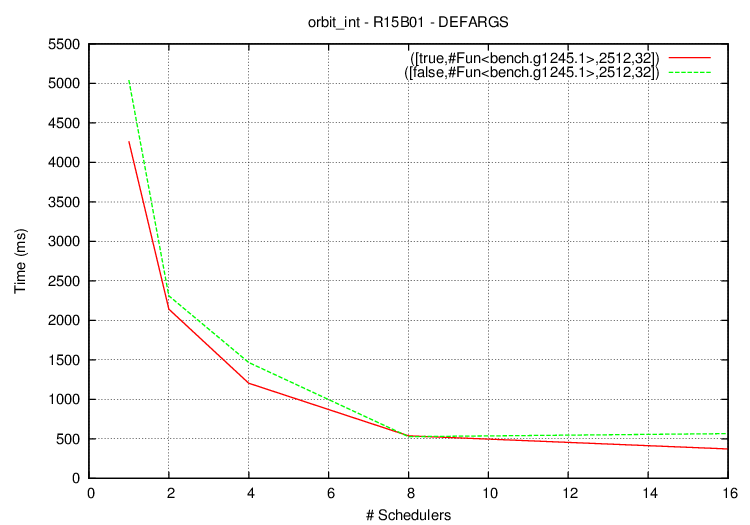 orbit_int - R15B01 - DEFARGS
([true,#Fun<bench.g1245.1>,2512,32])
([false,#Fun<bench.g1245.1>,2512,32])
5500
5000
4500
4000
3500
3000
2500
2000
1500
1000
500
0
Time (ms)
0 2 4 6 8 10 12 14 16
# Schedulers